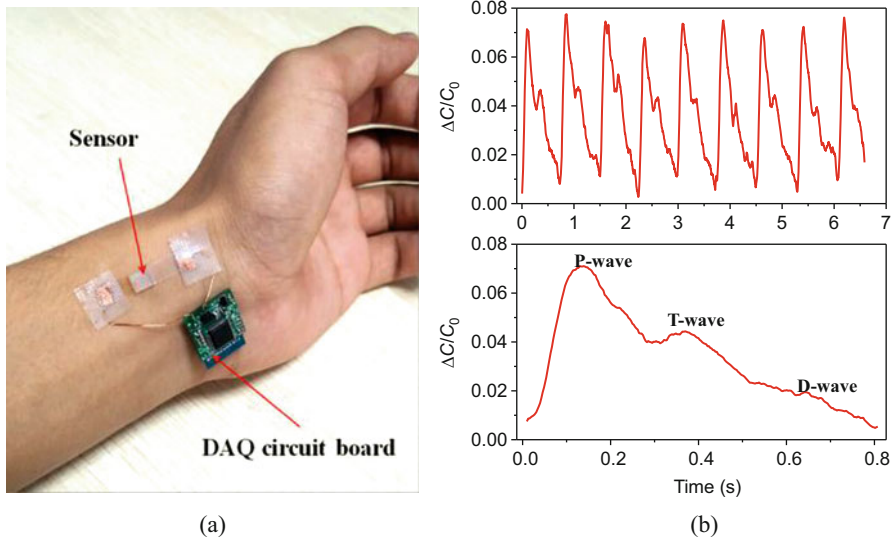 Sensor
DAQ circuit board
(a)
0.08
0.06
0.04
0.02
0.00
ΔC/C₀
0 1 2 3 4 5 6 7
0.08
0.06
0.04
0.02
0.00
ΔC/C₀
P-wave
T-wave
D-wave
0.0 0.2 0.4 0.6 0.8
Time (s)
(b)